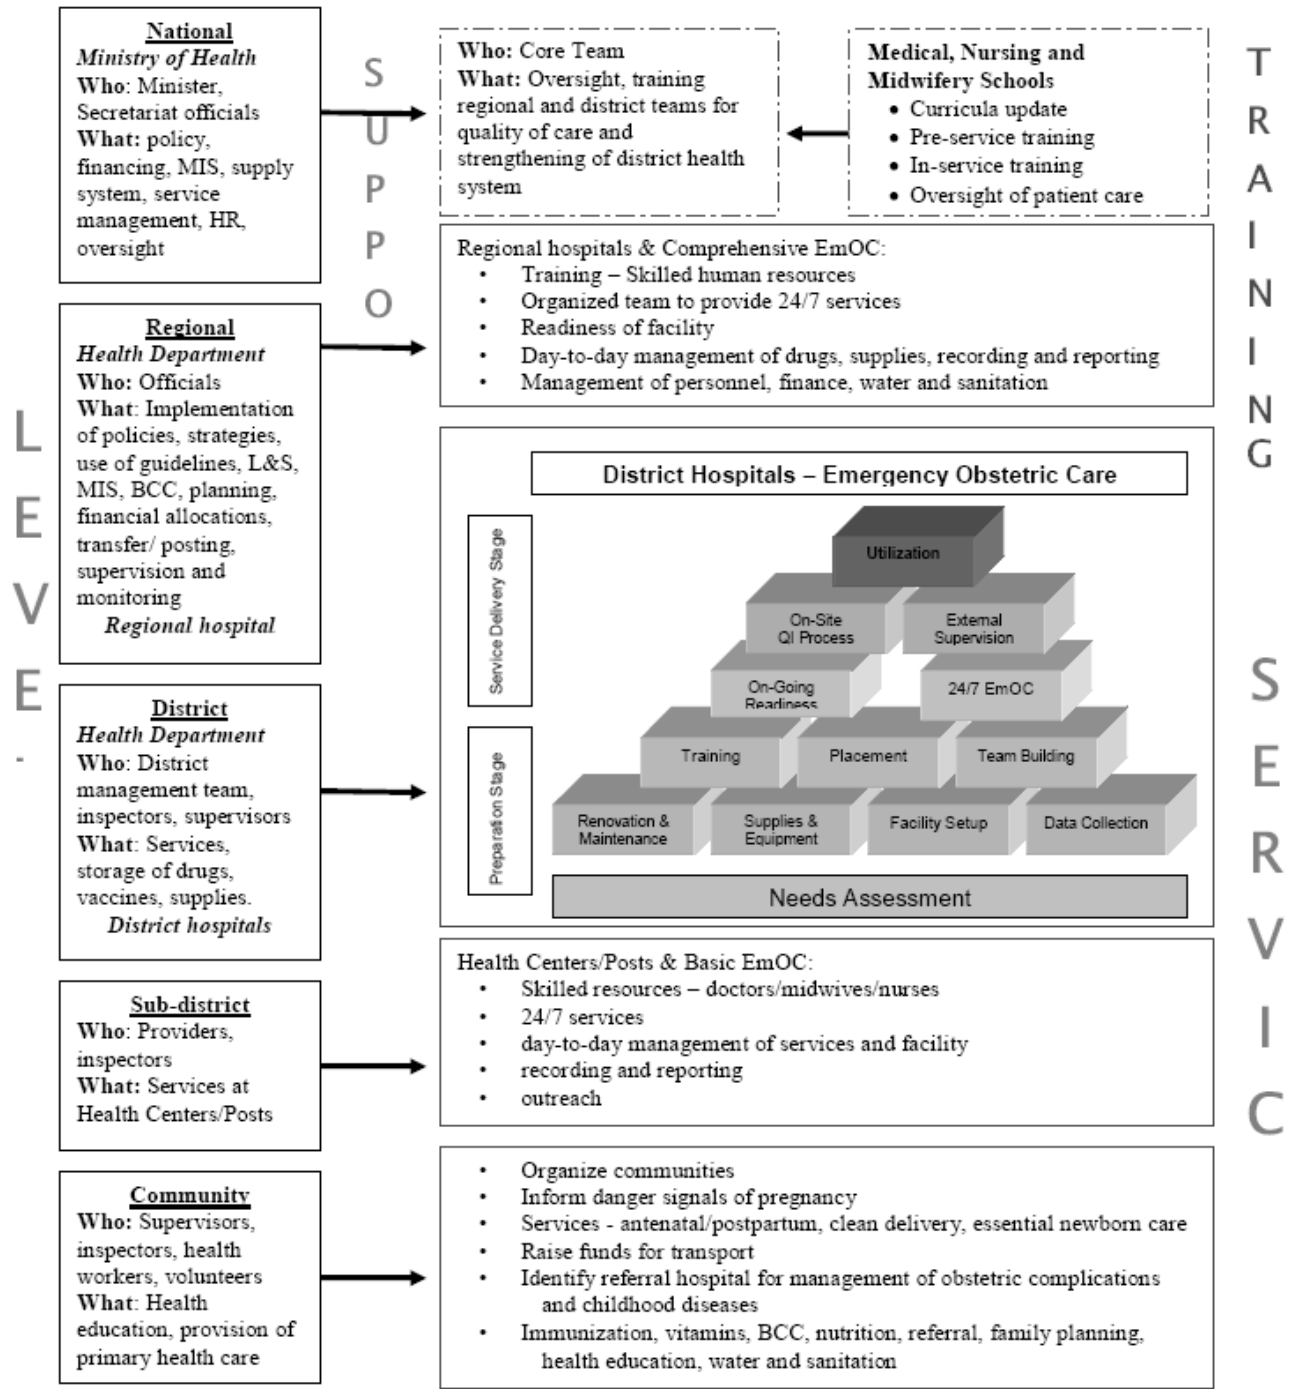 National
Ministry of Health
Who: Minister,
Secretariat officials
What: policy,
financing, MIS, supply
system, service
management, HR,
oversight
S
U
P
P
O
Who: Core Team
What: Oversight, training
regional and district teams for
quality of care and
strengthening of district health
system
Medical, Nursing and
Midwifery Schools
• Curricula update
• Pre-service training
• In-service training
• Oversight of patient care
T
R
A
I
N
I
N
G
Regional
Health Department
Who: Officials
What: Implementation
of policies, strategies,
use of guidelines, L&S,
MIS, BCC, planning,
financial allocations,
transfer/ posting,
supervision and
monitoring
Regional hospital
Regional hospitals & Comprehensive EmOC:
• Training – Skilled human resources
• Organized team to provide 24/7 services
• Readiness of facility
• Day-to-day management of drugs, supplies, recording and reporting
• Management of personnel, finance, water and sanitation
L
E
V
E
District
Health Department
Who: District
management team,
inspectors, supervisors
What: Services,
storage of drugs,
vaccines, supplies.
District hospitals
District Hospitals – Emergency Obstetric Care
Service Delivery Stage
Preparation Stage
Utilization
On-Site
QI Process
External
Supervision
On-Going
Readiness
24/7 EmOC
Training
Placement
Team Building
Renovation &
Maintenance
Supplies &
Equipment
Facility Setup
Data Collection
Needs Assessment
S
E
R
V
I
C
Sub-district
Who: Providers,
inspectors
What: Services at
Health Centers/Posts
Health Centers/Posts & Basic EmOC:
• Skilled resources – doctors/midwives/nurses
• 24/7 services
• day-to-day management of services and facility
• recording and reporting
• outreach
Community
Who: Supervisors,
inspectors, health
workers, volunteers
What: Health
education, provision of
primary health care
• Organize communities
• Inform danger signals of pregnancy
• Services - antenatal/postpartum, clean delivery, essential newborn care
• Raise funds for transport
• Identify referral hospital for management of obstetric complications
and childhood diseases
• Immunization, vitamins, BCC, nutrition, referral, family planning,
health education, water and sanitation